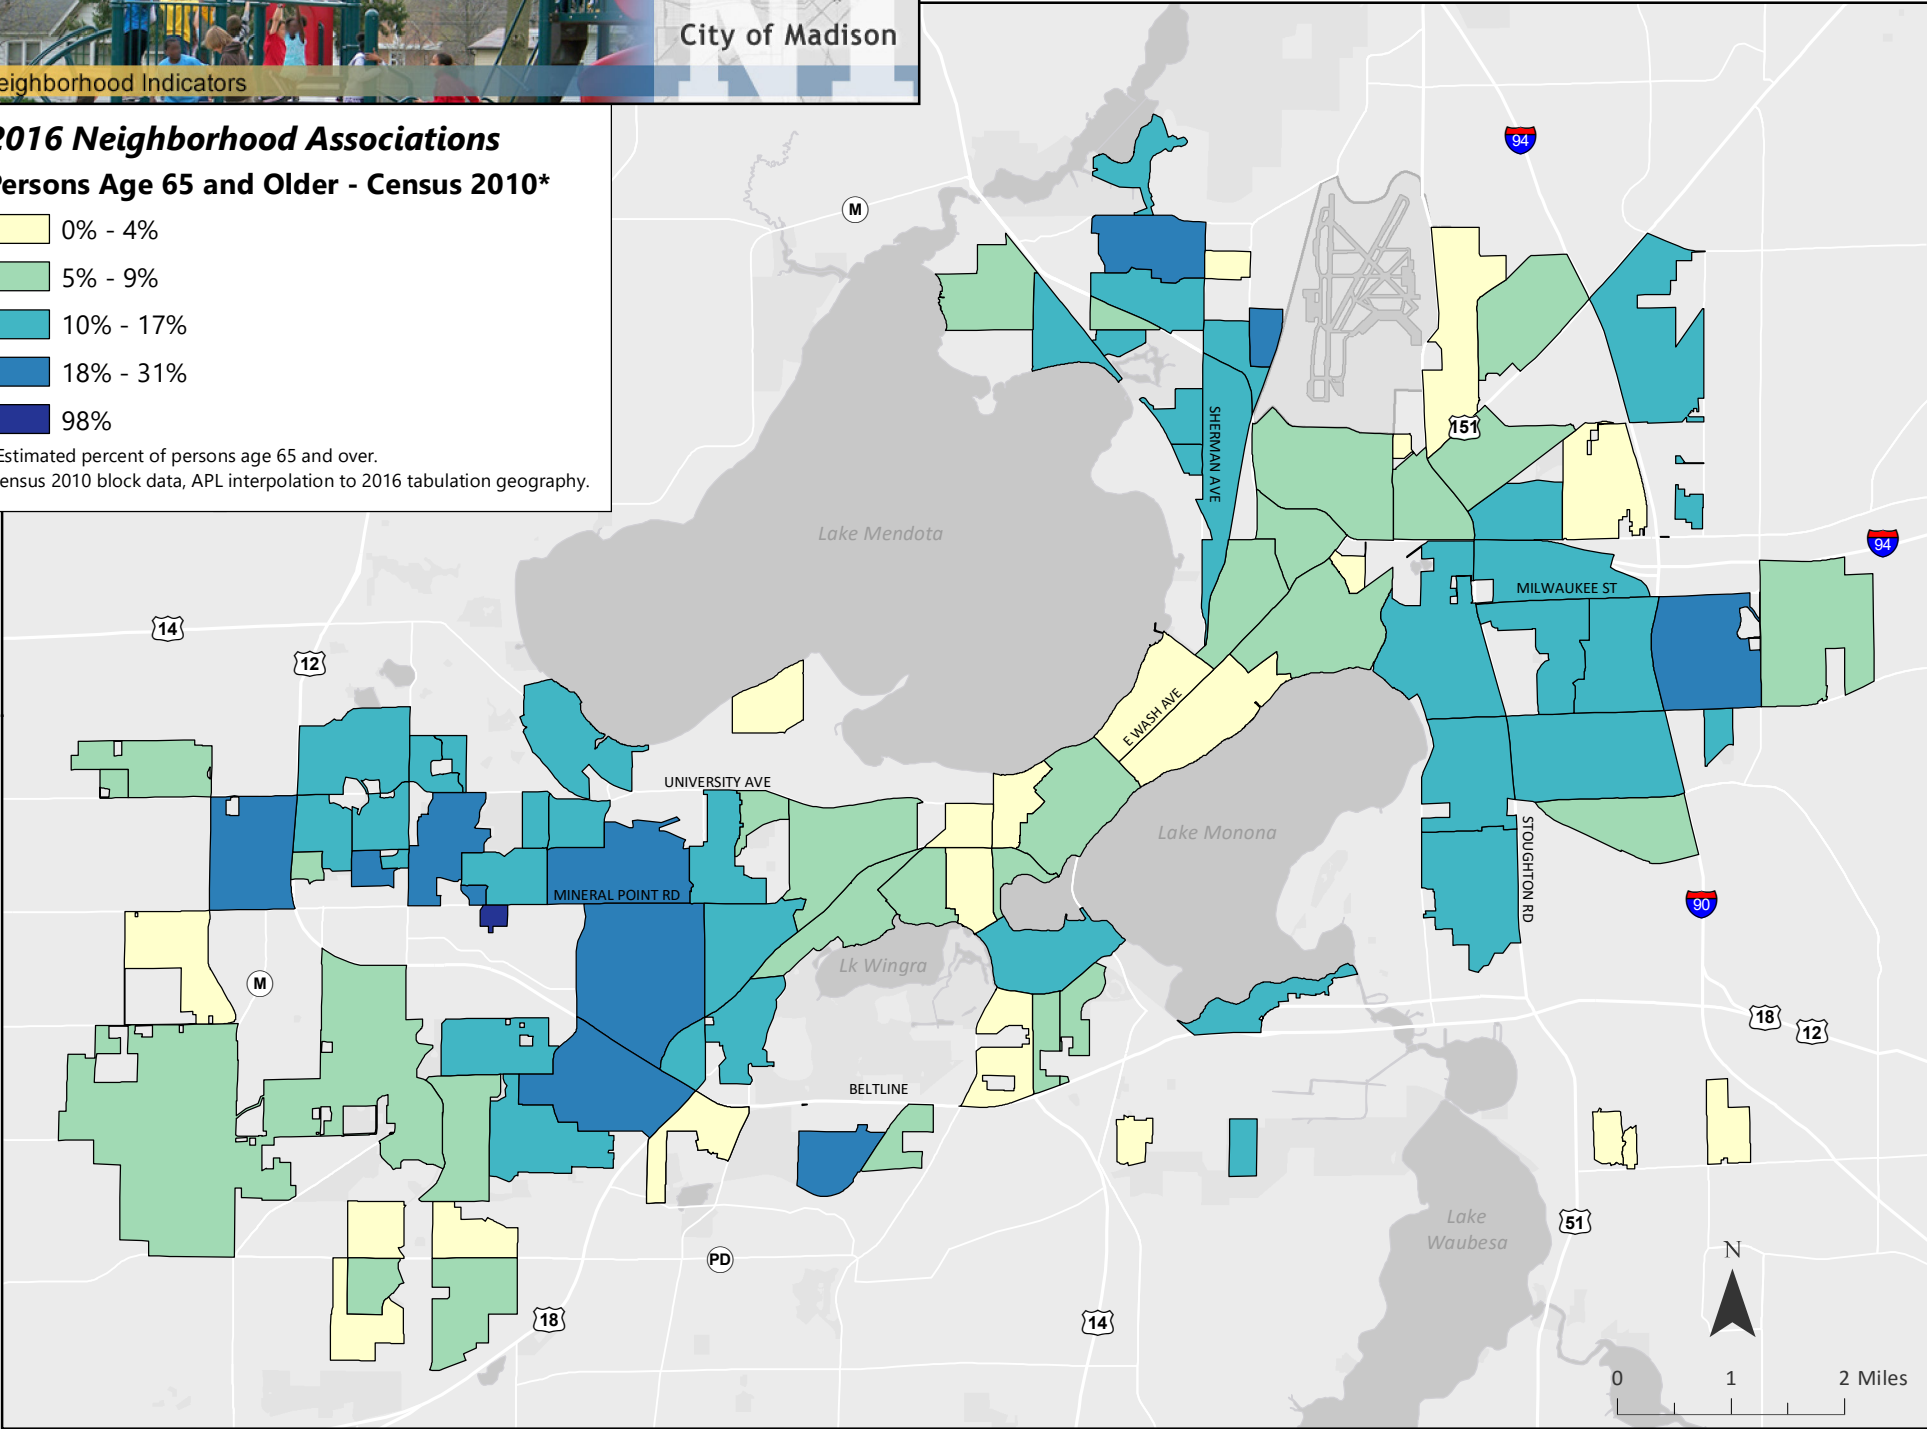 City of Madison
eighborhood Indicators
2016 Neighborhood Associations
Persons Age 65 and Older - Census 2010*
0% - 4%
5% - 9%
10% - 17%
18% - 31%
98%
Estimated percent of persons age 65 and over.
ensus 2010 block data, APL interpolation to 2016 tabulation geography.
94
M
151
SHERMAN AVE
Lake Mendota
94
MILWAUKEE ST
14
12
E WASH AVE
UNIVERSITY AVE
Lake Monona
STOUGHTON RD
MINERAL POINT RD
90
Lk Wingra
M
18
12
BELTLINE
Lake
Waubesa
51
PD
N
18
14
0 1 2 Miles